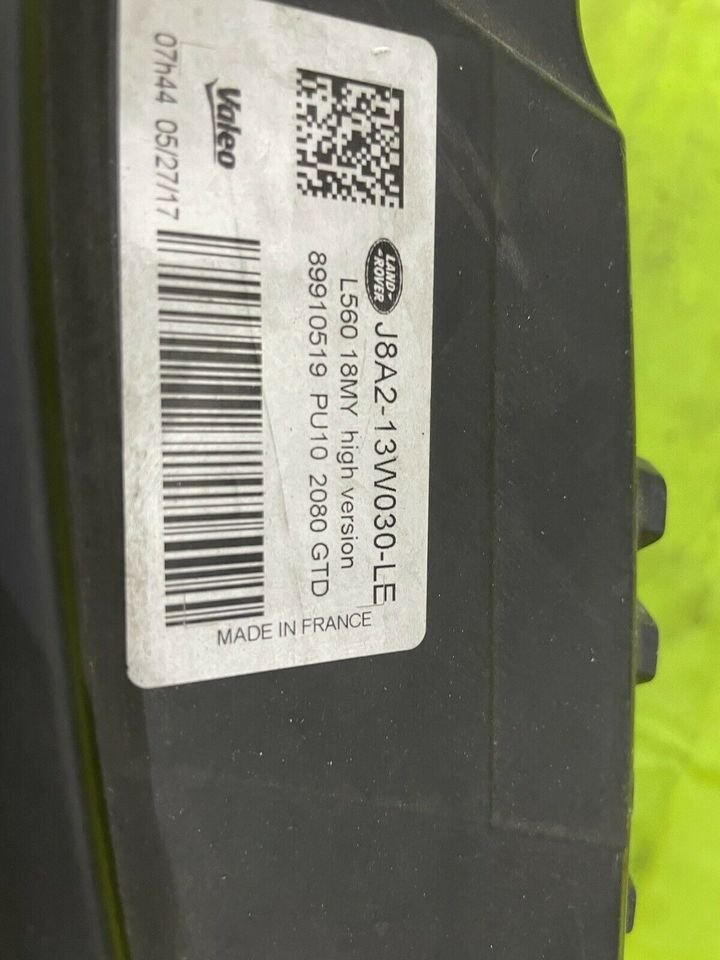 LAND
ROVER
J8A2-13W030-LE
L560 18MY high version
89910519 PU10 2080 GTD
Valeo
07h44 05/27/17
MADE IN FRANCE